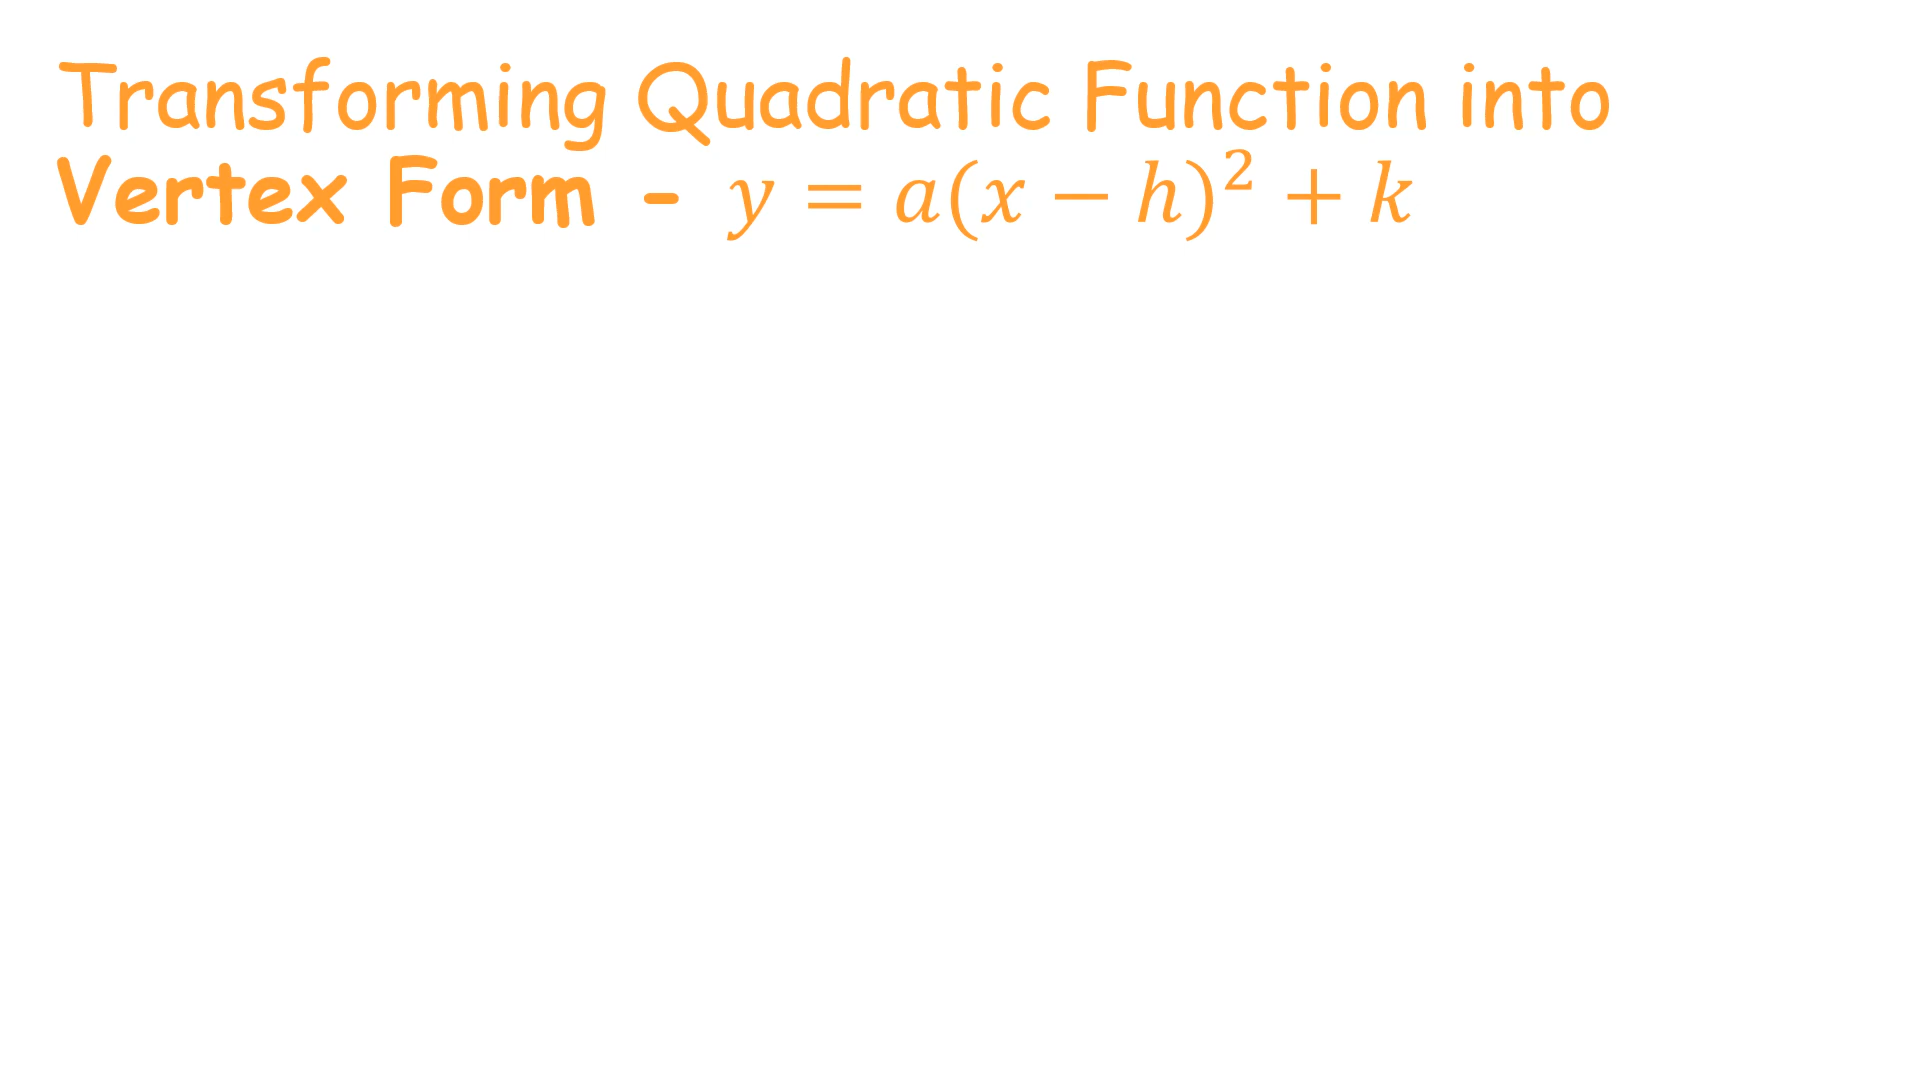 Transforming Quadratic Function into
Vertex Form - y = a(x − h)² + k